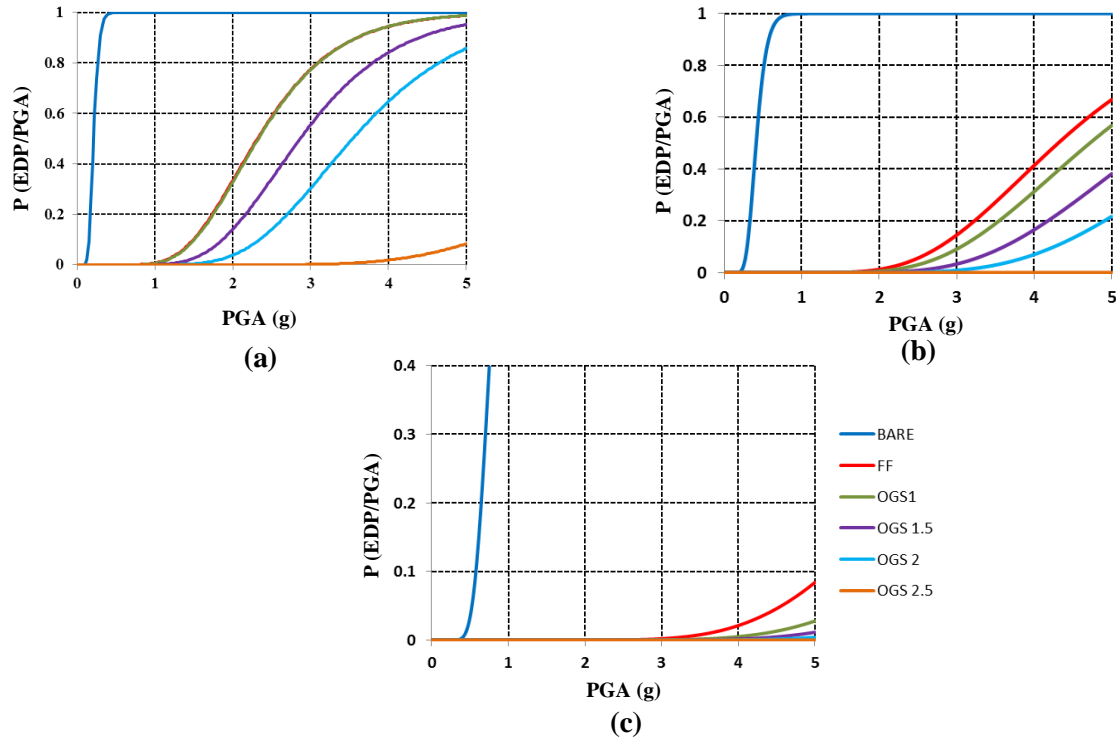 P (EDP/PGA)
1
0.8
0.6
0.4
0.2
0
0 1 2 3 4 5
PGA (g)
(a)
P (EDP/PGA)
1
0.8
0.6
0.4
0.2
0
0 1 2 3 4 5
PGA (g)
(b)
P (EDP/PGA)
0.4
0.3
0.2
0.1
0
0 1 2 3 4 5
PGA (g)
(c)
BARE
FF
OGS1
OGS 1.5
OGS 2
OGS 2.5